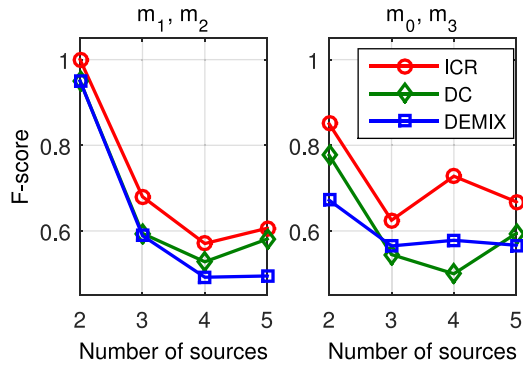 m₁, m₂
m₀, m₃
F-score
1
0.8
0.6
2 3 4 5
Number of sources
1
0.8
0.6
2 3 4 5
Number of sources
ICR
DC
DEMIX